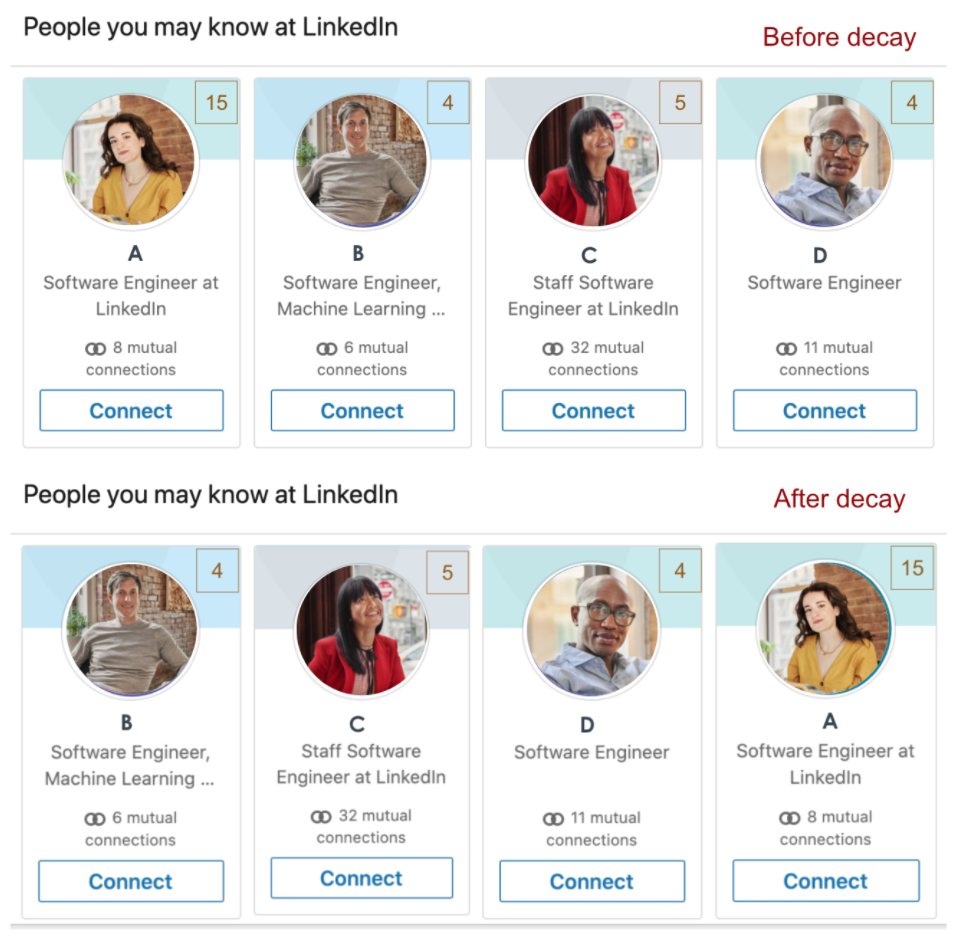 People you may know at LinkedIn
Before decay
15
4
5
4
A
B
C
D
Software Engineer at
LinkedIn
Software Engineer,
Machine Learning ...
Staff Software
Engineer at LinkedIn
Software Engineer
8 mutual
connections
6 mutual
connections
32 mutual
connections
11 mutual
connections
Connect
Connect
Connect
Connect
People you may know at LinkedIn
After decay
4
5
4
15
B
C
D
A
Software Engineer,
Machine Learning ...
Staff Software
Engineer at LinkedIn
Software Engineer
Software Engineer at
LinkedIn
6 mutual
connections
32 mutual
connections
11 mutual
connections
8 mutual
connections
Connect
Connect
Connect
Connect